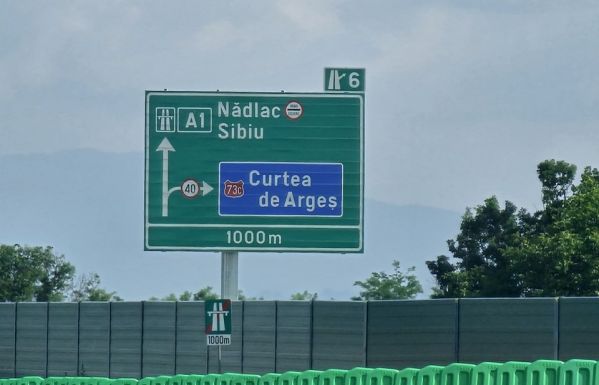 6
A1
Nădlac
Sibiu
40
73C
Curtea
de Argeș
1000m
1000m